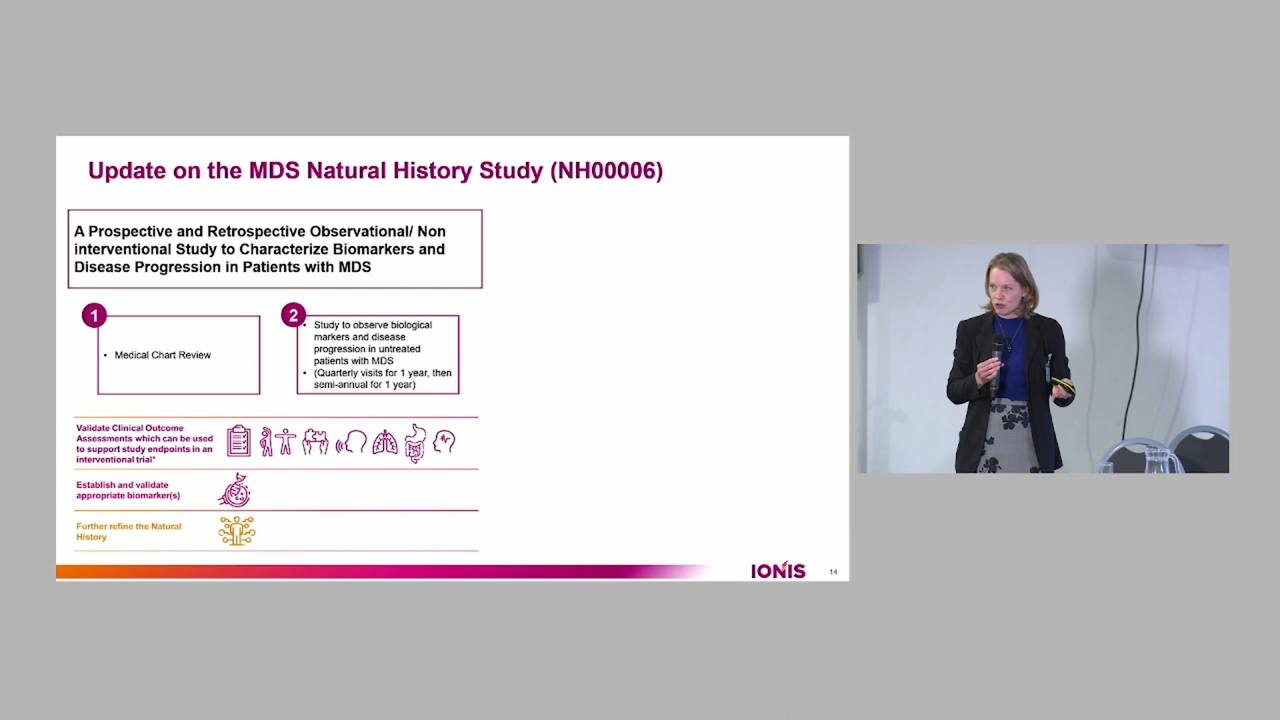 Update on the MDS Natural History Study (NH00006)
A Prospective and Retrospective Observational/ Non
interventional Study to Characterize Biomarkers and
Disease Progression in Patients with MDS
1
• Medical Chart Review
2
• Study to observe biological
markers and disease
progression in untreated
patients with MDS
• (Quarterly visits for 1 year, then
semi-annual for 1 year)
Validate Clinical Outcome
Assessments which can be used
to support study endpoints in an
interventional trial*
Establish and validate
appropriate biomarker(s)
Further refine the Natural
History
IONIS
14